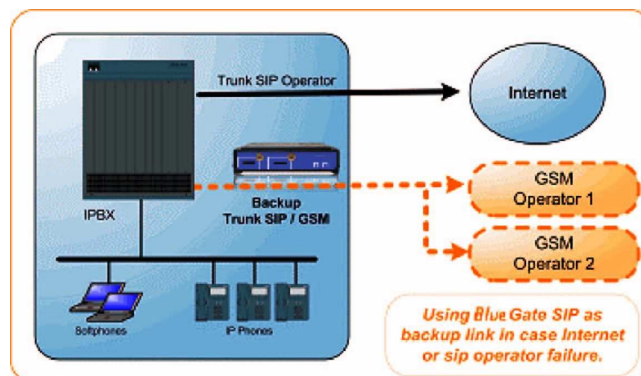 Trunk SIP Operator
Internet
IPBX
Backup
Trunk SIP / GSM
GSM
Operator 1
GSM
Operator 2
Softphones
IP Phones
Using Blue Gate SIP as
backup link in case Internet
or sip operator failure.